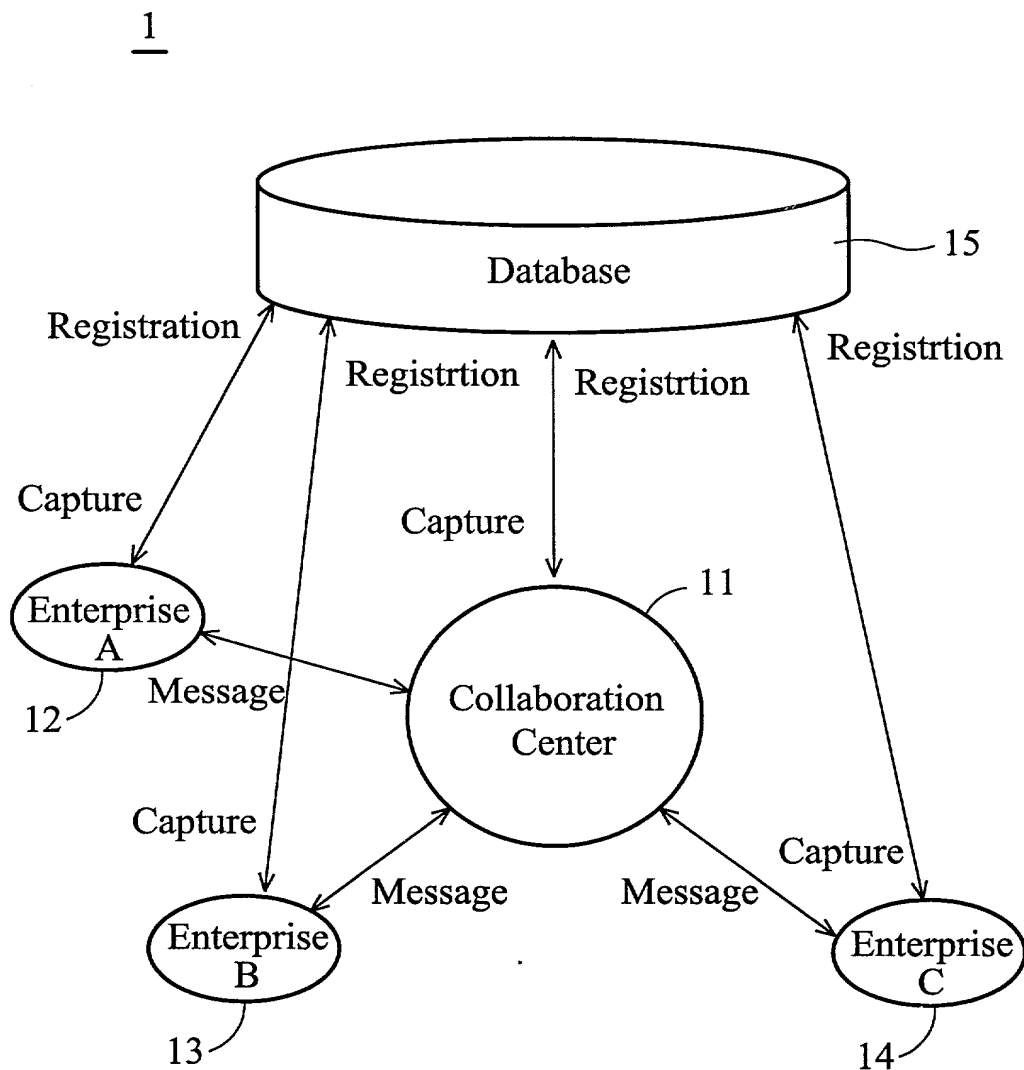 1
Database
15
Registration
Registrtion
Registrtion
Registrtion
Capture
Capture
11
Enterprise
A
Message
12
Collaboration
Center
Capture
Capture
Message
Message
Enterprise
B
Enterprise
C
13
14